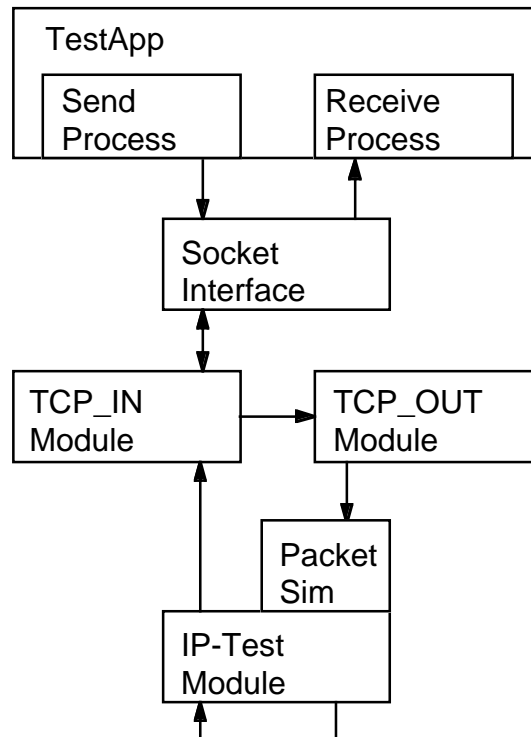 TestApp
Send
Process
Receive
Process
Socket
Interface
TCP_IN
Module
TCP_OUT
Module
Packet
Sim
IP-Test
Module